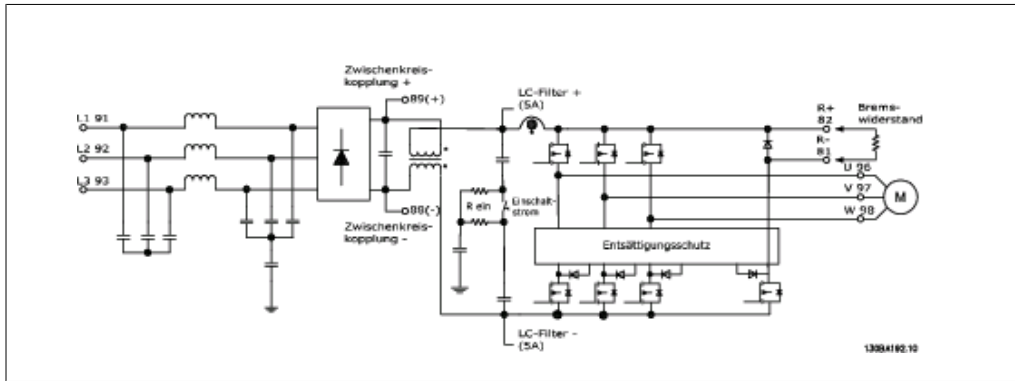 Zwischenkreis-
kopplung +
89(+)
LC-Filter +
(5A)
R+
82
Brems-
widerstand
R-
81
L1 91
L2 92
L3 93
U 96
V 97
W 98
M
R ein
Einschalt-
strom
88(-)
Zwischenkreis-
kopplung -
Entsättigungsschutz
LC-Filter -
(5A)
130BA192.10